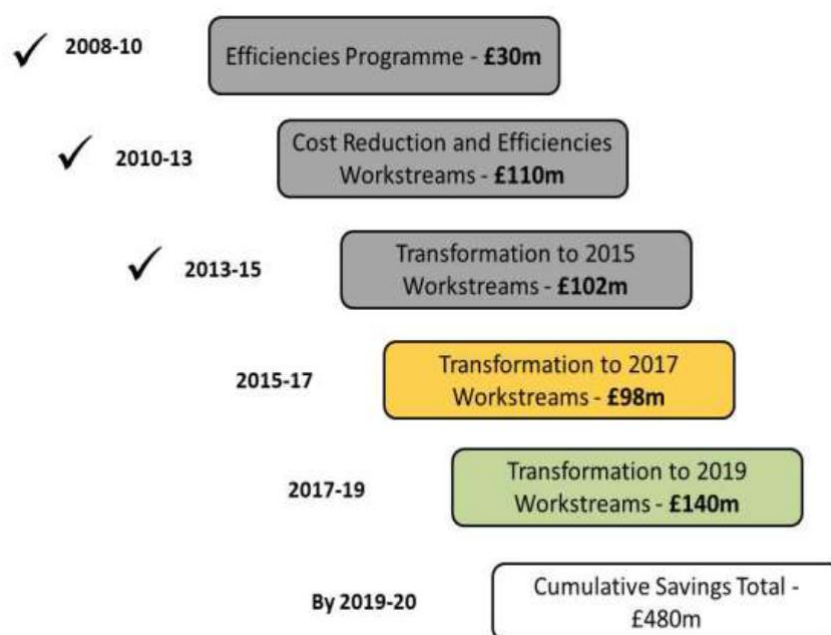 2008-10
Efficiencies Programme - £30m
2010-13
Cost Reduction and Efficiencies
Workstreams - £110m
2013-15
Transformation to 2015
Workstreams - £102m
2015-17
Transformation to 2017
Workstreams - £98m
2017-19
Transformation to 2019
Workstreams - £140m
By 2019-20
Cumulative Savings Total -
£480m